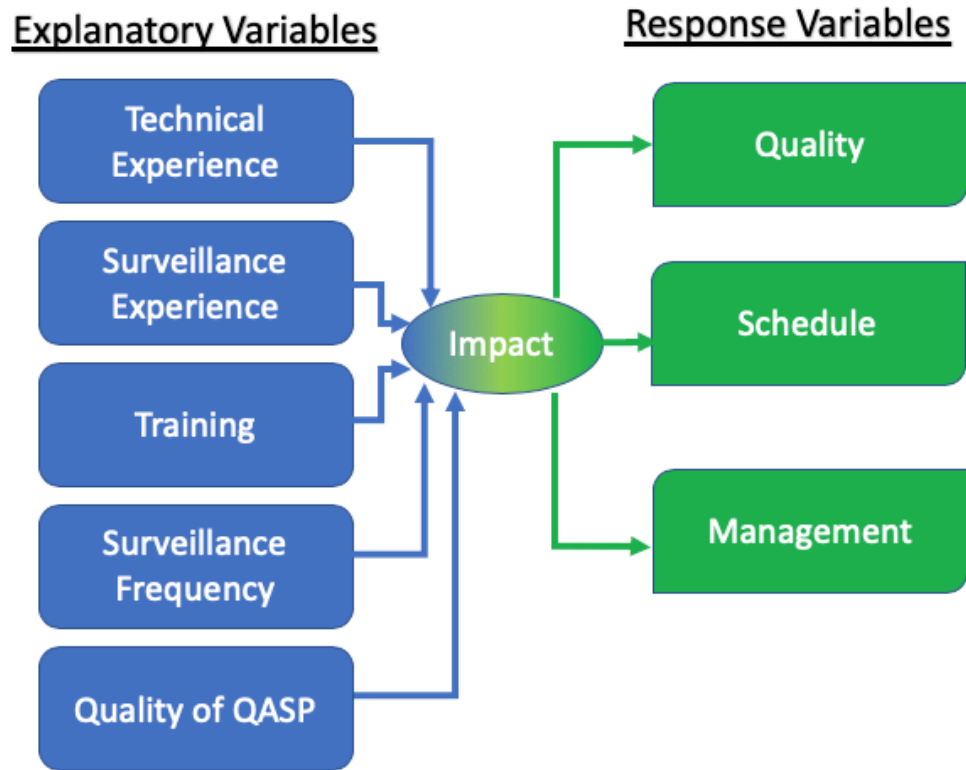 Explanatory Variables
Technical
Experience
Surveillance
Experience
Training
Surveillance
Frequency
Quality of QASP
Impact
Response Variables
Quality
Schedule
Management